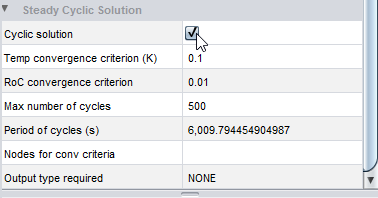 Steady Cyclic Solution
Cyclic solution
Temp convergence criterion (K) 0.1
RoC convergence criterion 0.01
Max number of cycles 500
Period of cycles (s) 6,009.794454904987
Nodes for conv criteria
Output type required NONE